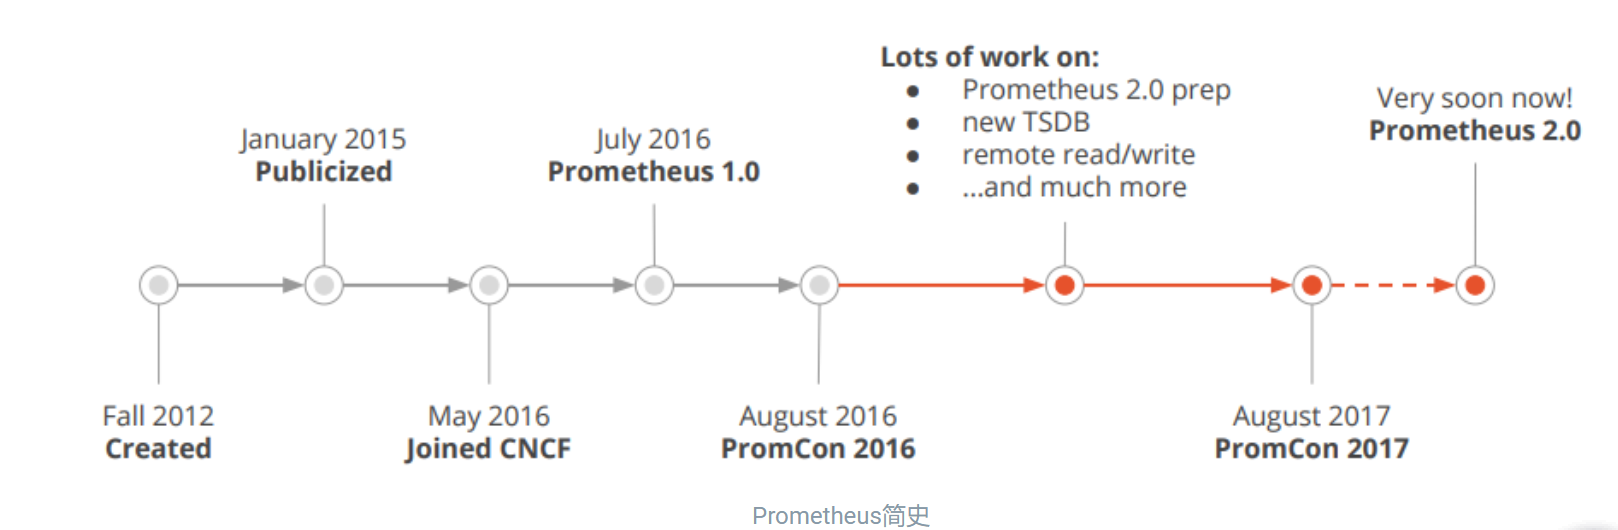 Lots of work on:
● Prometheus 2.0 prep
● new TSDB
● remote read/write
● ...and much more
Very soon now!
Prometheus 2.0
January 2015
Publicized
July 2016
Prometheus 1.0
Fall 2012
Created
May 2016
Joined CNCF
August 2016
PromCon 2016
August 2017
PromCon 2017
Prometheus简史